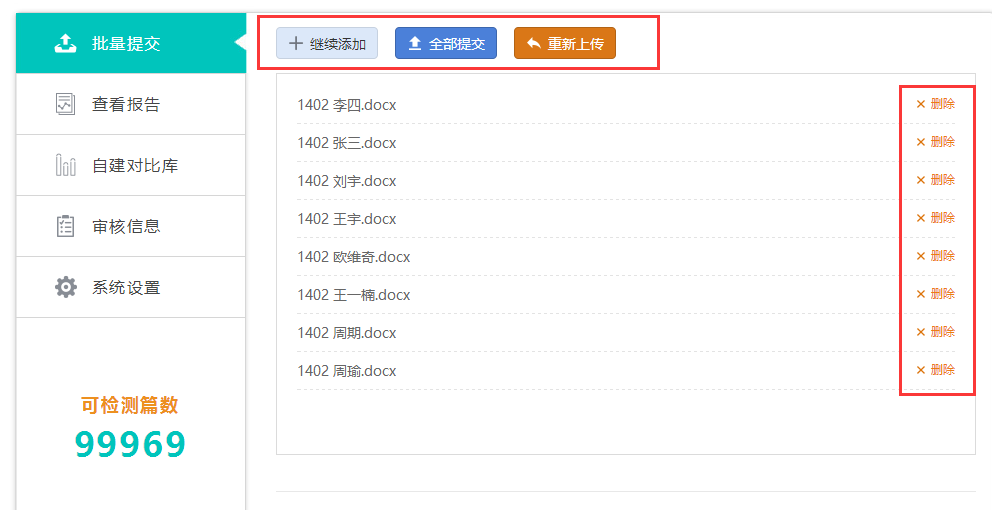 批量提交
查看报告
自建对比库
审核信息
系统设置
可检测篇数
99969
继续添加 全部提交 重新上传
1402 李四.docx 删除
1402 张三.docx 删除
1402 刘宇.docx 删除
1402 王宇.docx 删除
1402 欧维奇.docx 删除
1402 王一楠.docx 删除
1402 周期.docx 删除
1402 周瑜.docx 删除